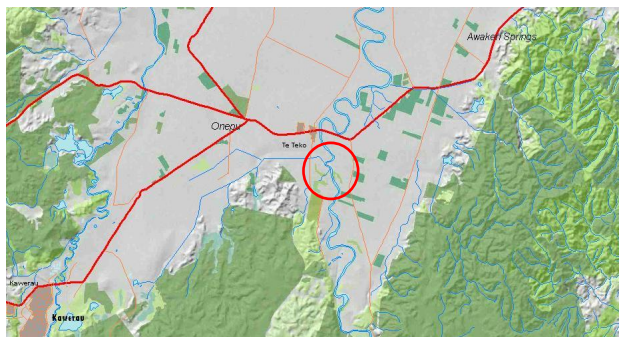 Awakeri Springs
Onepu
Te Teko
Kawerau
Kawerau